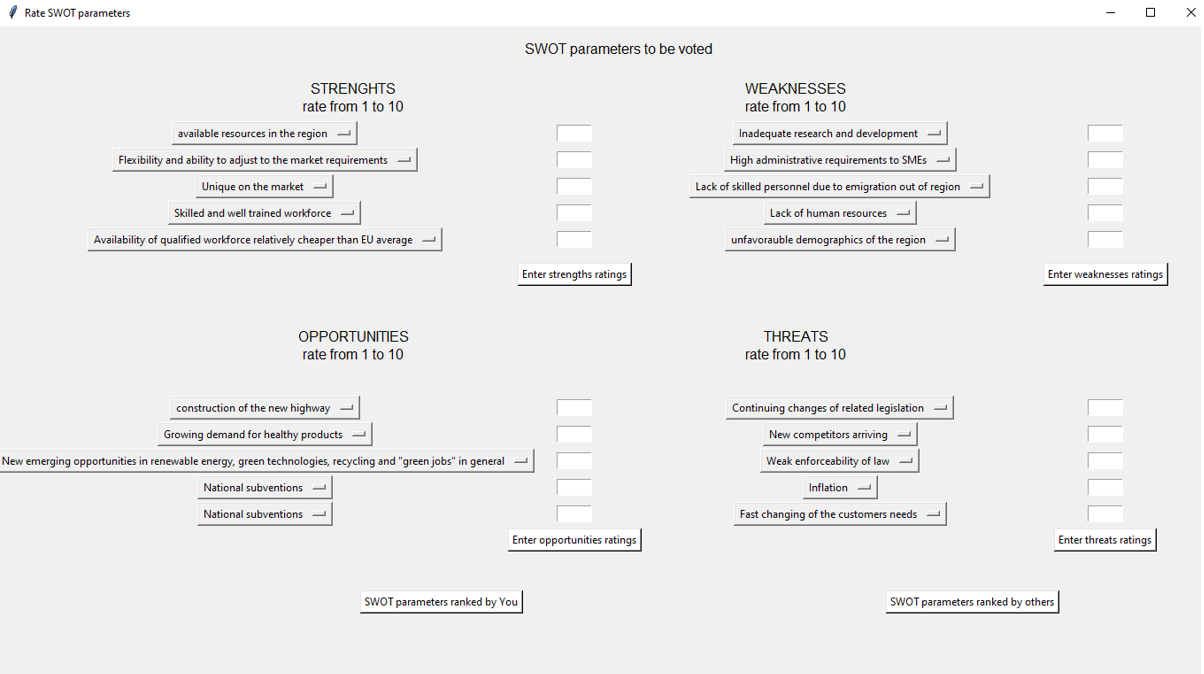 Rate SWOT parameters
SWOT parameters to be voted
STRENGHTS
rate from 1 to 10
available resources in the region
Flexibility and ability to adjust to the market requirements
Unique on the market
Skilled and well trained workforce
Availability of qualified workforce relatively cheaper than EU average
Enter strengths ratings
WEAKNESSES
rate from 1 to 10
Inadequate research and development
High administrative requirements to SMEs
Lack of skilled personnel due to emigration out of region
Lack of human resources
unfavorauble demographics of the region
Enter weaknesses ratings
OPPORTUNITIES
rate from 1 to 10
construction of the new highway
Growing demand for healthy products
New emerging opportunities in renewable energy, green technologies, recycling and "green jobs" in general
National subventions
National subventions
Enter opportunities ratings
THREATS
rate from 1 to 10
Continuing changes of related legislation
New competitors arriving
Weak enforceability of law
Inflation
Fast changing of the customers needs
Enter threats ratings
SWOT parameters ranked by You
SWOT parameters ranked by others